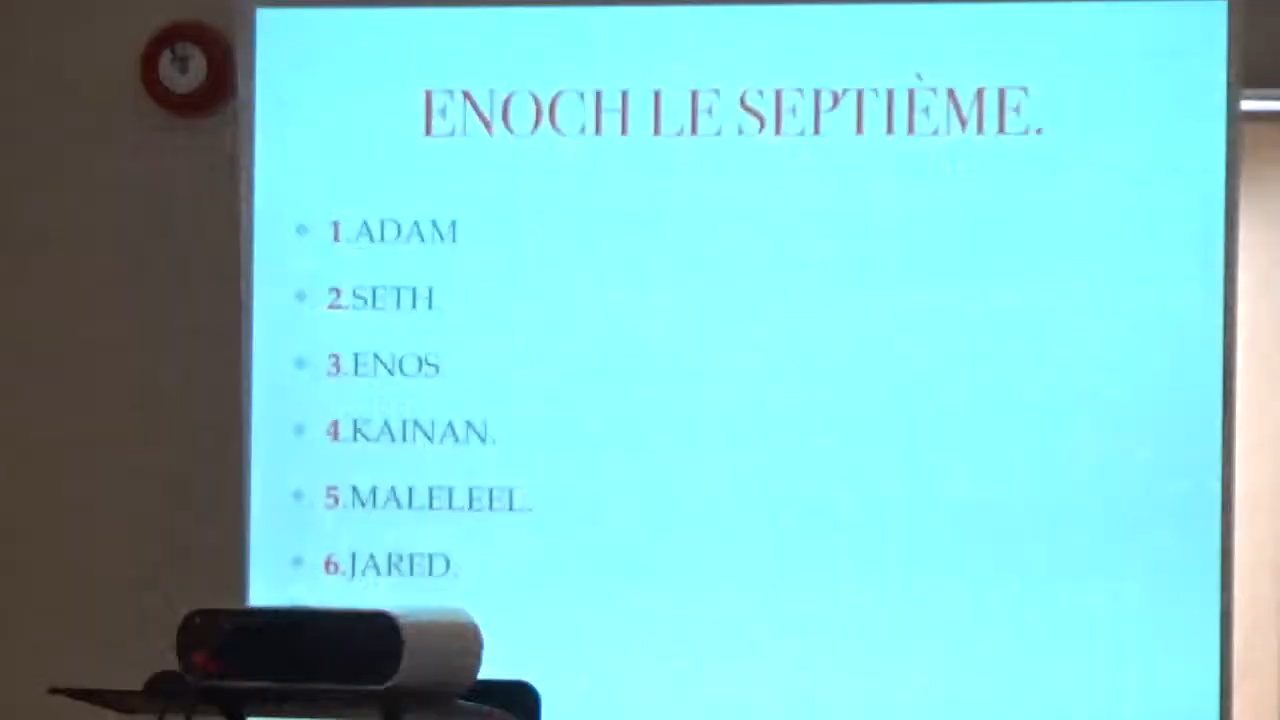 ENOCH LE SEPTIÈME.
1.ADAM
2.SETH.
3.ENOS
4.KAINAN.
5.MALELEEL.
6.JARED.